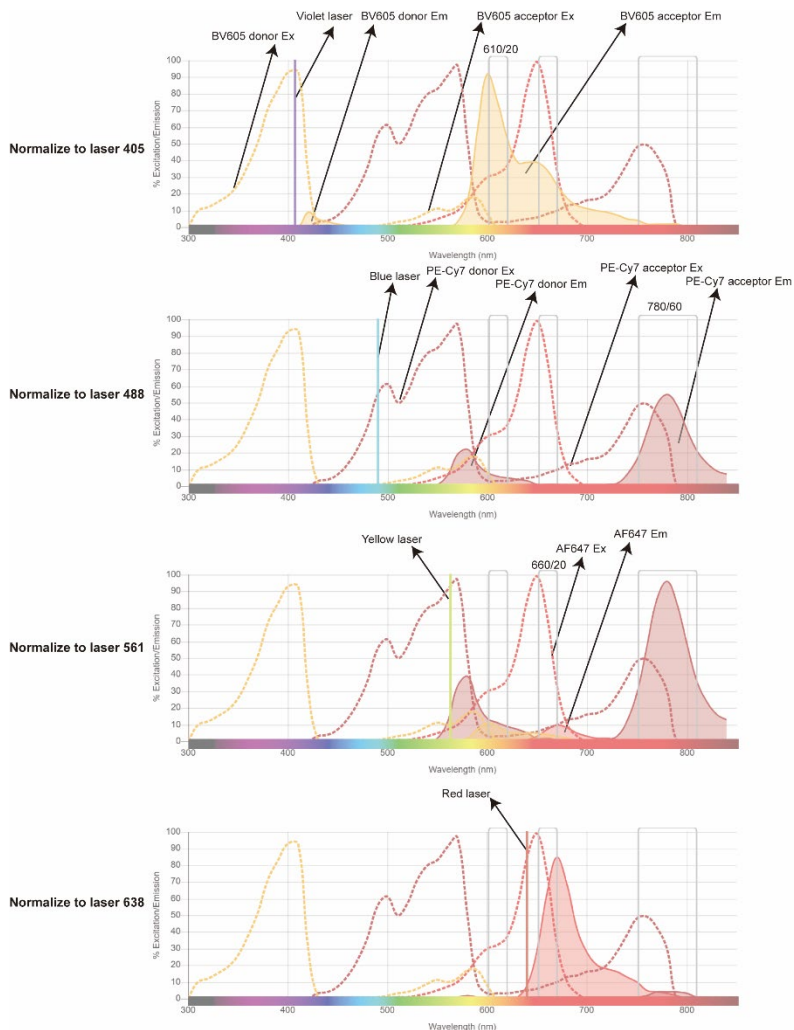 BV605 donor Ex
Violet laser
BV605 donor Em
BV605 acceptor Ex
BV605 acceptor Em
610/20
Normalize to laser 405
% Excitation/Emission
100
90
80
70
60
50
40
30
20
10
0
300 400 500 600 700 800
Wavelength (nm)
Blue laser
PE-Cy7 donor Ex
PE-Cy7 donor Em
PE-Cy7 acceptor Ex
PE-Cy7 acceptor Em
780/60
Normalize to laser 488
% Excitation/Emission
100
90
80
70
60
50
40
30
20
10
0
300 400 500 600 700 800
Wavelength (nm)
Yellow laser
AF647 Ex
AF647 Em
660/20
Normalize to laser 561
% Excitation/Emission
100
90
80
70
60
50
40
30
20
10
0
300 400 500 600 700 800
Wavelength (nm)
Red laser
Normalize to laser 638
% Excitation/Emission
100
90
80
70
60
50
40
30
20
10
0
300 400 500 600 700 800
Wavelength (nm)